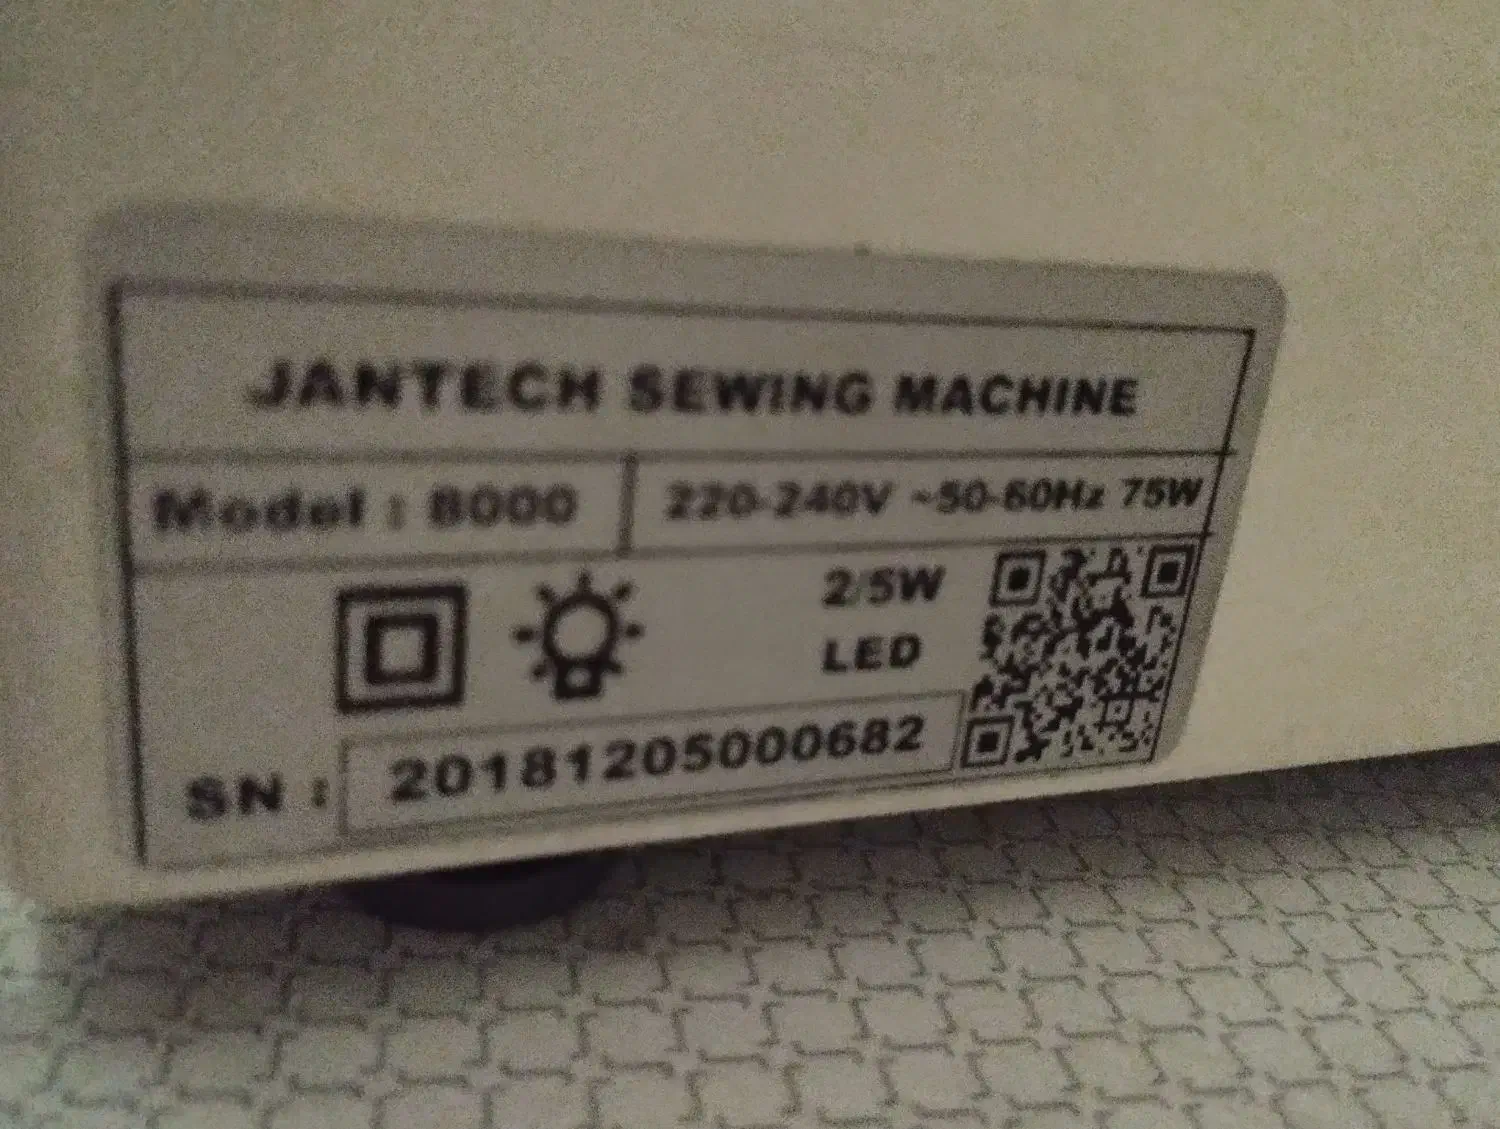 JANTECH SEWING MACHINE
Model : 8000
220-240V ~50-60Hz 75W
2/5W
LED
SN : 20181205000682